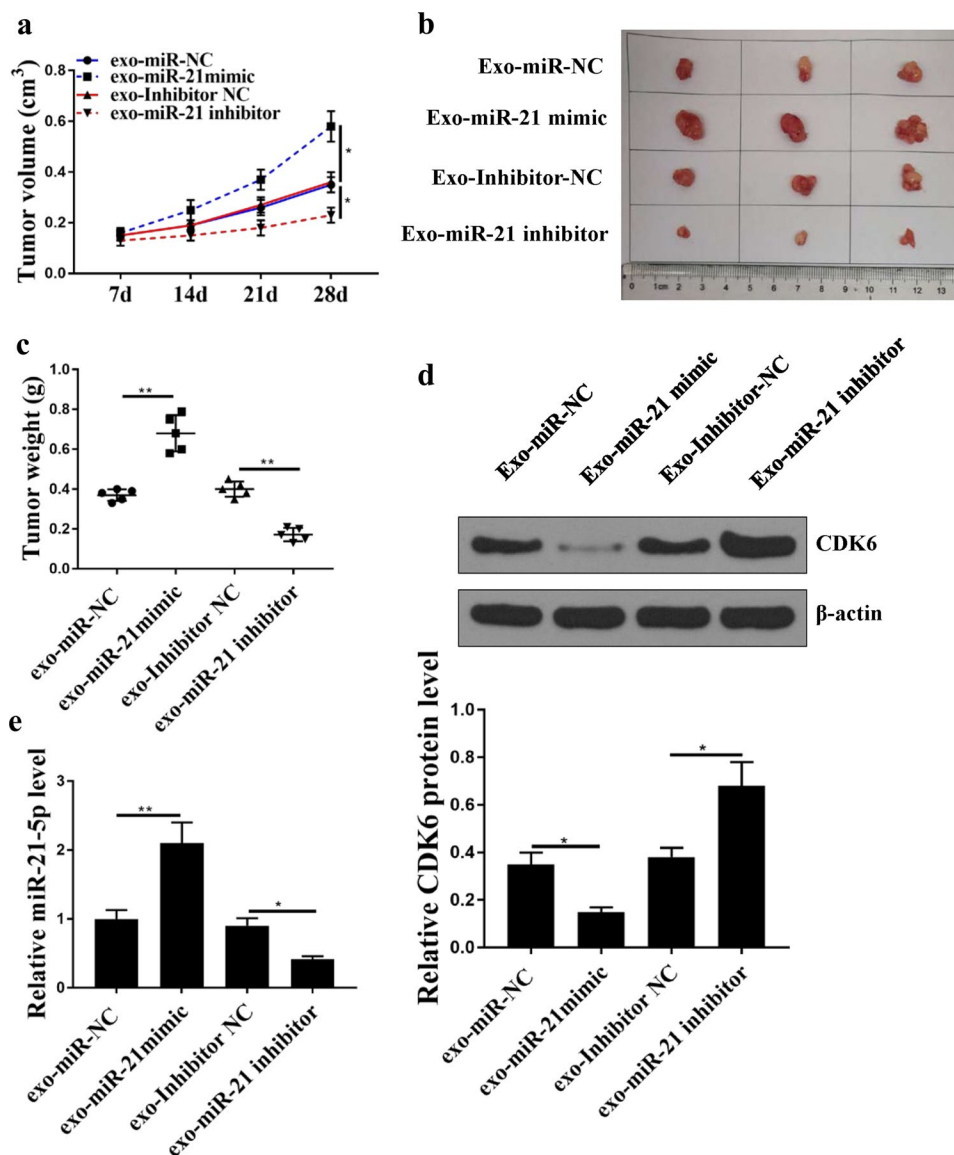 a
exo-miR-NC
exo-miR-21mimic
exo-Inhibitor NC
exo-miR-21 inhibitor
Tumor volume (cm³)
0.8
0.6
0.4
0.2
0.0
*
*
7d 14d 21d 28d
b
Exo-miR-NC
Exo-miR-21 mimic
Exo-Inhibitor-NC
Exo-miR-21 inhibitor
0 1cm 2 3 4 5 6 7 8 9 10 11 12 13
c
Tumor weight (g)
1.0
0.8
0.6
0.4
0.2
0.0
**
**
exo-miR-NC
exo-miR-21mimic
exo-Inhibitor NC
exo-miR-21 inhibitor
d
Exo-miR-NC
Exo-miR-21 mimic
Exo-Inhibitor-NC
Exo-miR-21 inhibitor
CDK6
β-actin
Relative CDK6 protein level
1.0
0.8
0.6
0.4
0.2
0.0
*
*
exo-miR-NC
exo-miR-21mimic
exo-Inhibitor NC
exo-miR-21 inhibitor
e
Relative miR-21-5p level
3
2
1
0
**
*
exo-miR-NC
exo-miR-21mimic
exo-Inhibitor NC
exo-miR-21 inhibitor